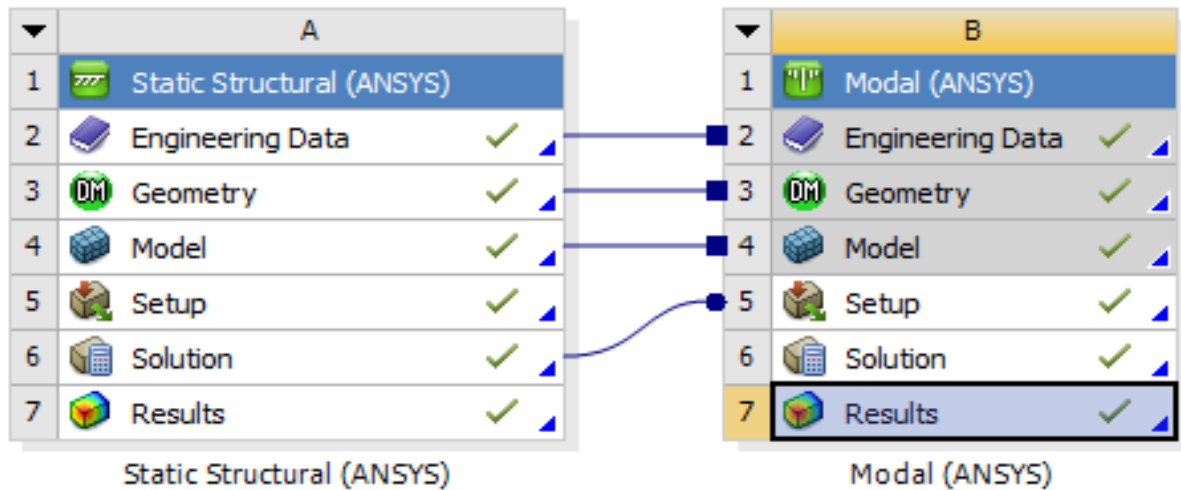 A
1 Static Structural (ANSYS)
2 Engineering Data
3 DM Geometry
4 Model
5 Setup
6 Solution
7 Results
Static Structural (ANSYS)
B
1 Modal (ANSYS)
2 Engineering Data
3 DM Geometry
4 Model
5 Setup
6 Solution
7 Results
Modal (ANSYS)